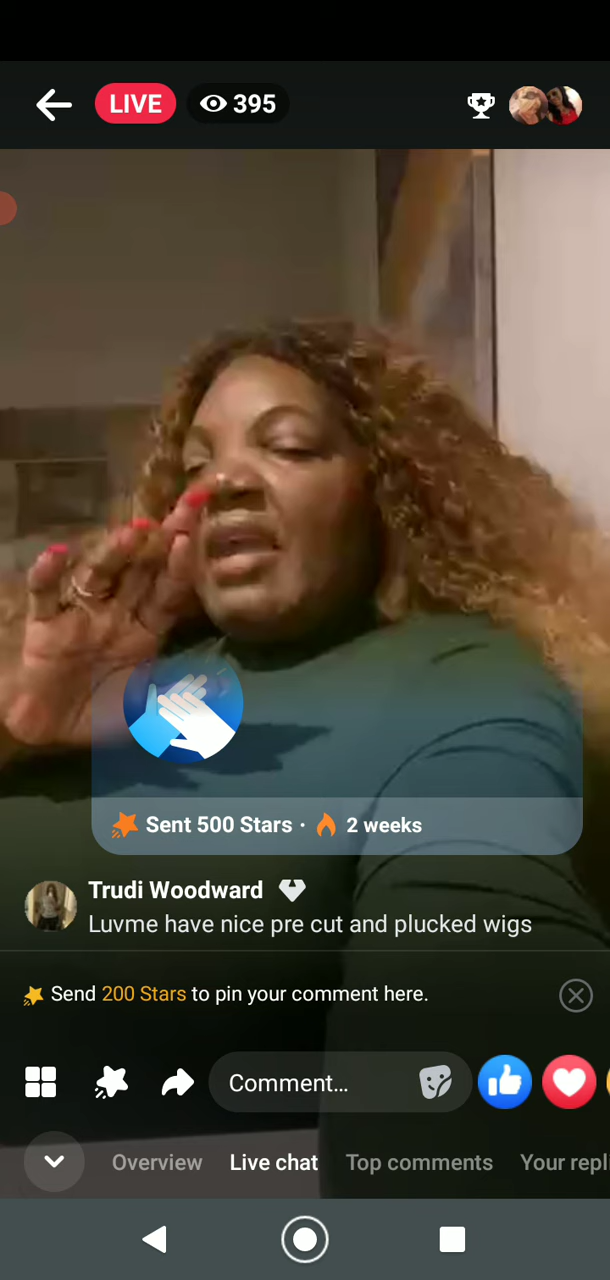 LIVE 395
Sent 500 Stars · 2 weeks
Trudi Woodward
Luvme have nice pre cut and plucked wigs
Send 200 Stars to pin your comment here.
Comment...
Overview Live chat Top comments Your repli